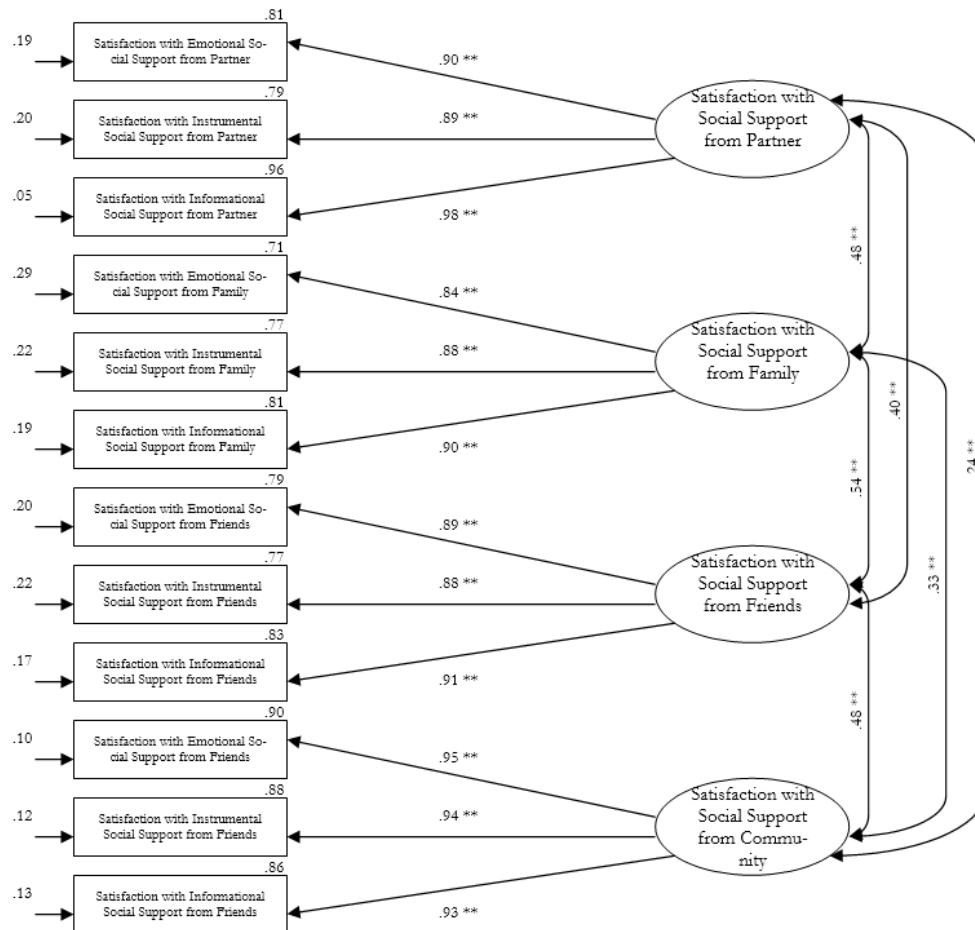 .81
.19
Satisfaction with Emotional So-
cial Support from Partner
.90 **
.79
.20
Satisfaction with Instrumental
Social Support from Partner
.89 **
Satisfaction with
Social Support
from Partner
.96
.05
Satisfaction with Informational
Social Support from Partner
.98 **
.71
.29
Satisfaction with Emotional So-
cial Support from Family
.84 **
.48 **
.77
.22
Satisfaction with Instrumental
Social Support from Family
.88 **
Satisfaction with
Social Support
from Family
.81
.19
Satisfaction with Informational
Social Support from Family
.90 **
.40 **
.24 **
.79
.20
Satisfaction with Emotional So-
cial Support from Friends
.89 **
.54 **
.77
.22
Satisfaction with Instrumental
Social Support from Friends
.88 **
Satisfaction with
Social Support
from Friends
.33 **
.83
.17
Satisfaction with Informational
Social Support from Friends
.91 **
.90
.10
Satisfaction with Emotional So-
cial Support from Friends
.95 **
.48 **
.88
.12
Satisfaction with Instrumental
Social Support from Friends
.94 **
Satisfaction with
Social Support
from Commu-
nity
.86
.13
Satisfaction with Informational
Social Support from Friends
.93 **